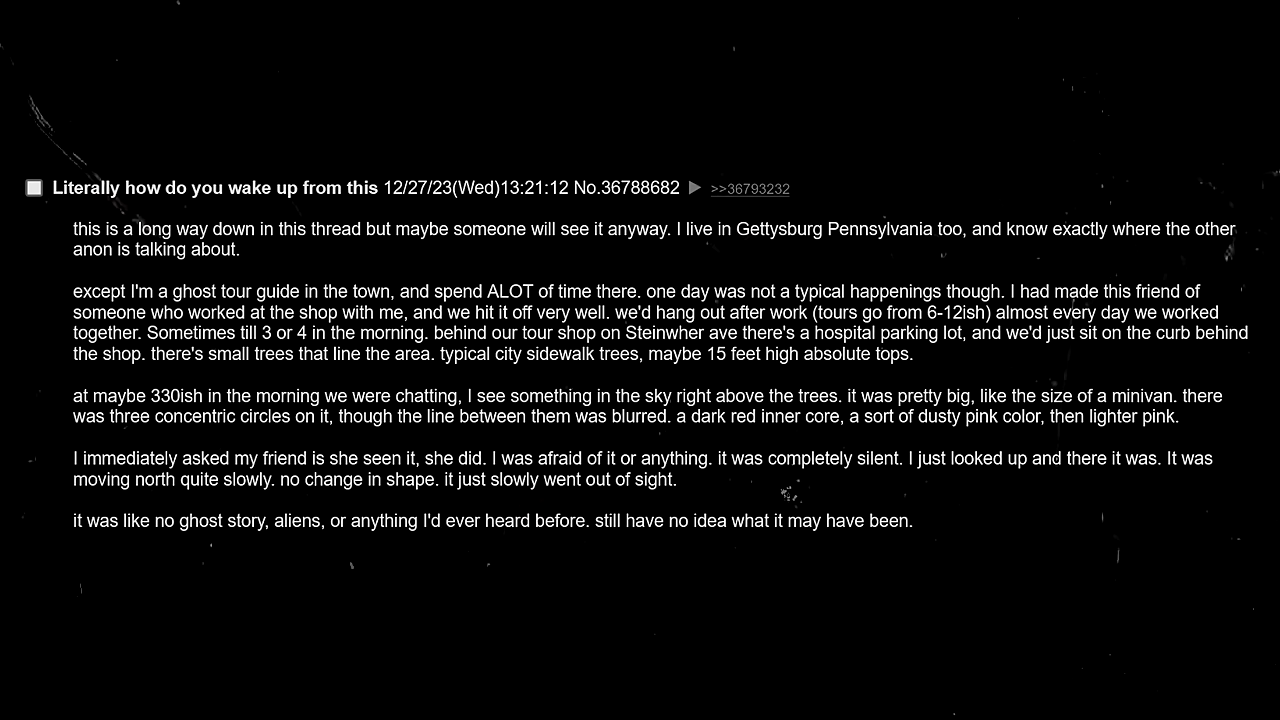 Literally how do you wake up from this 12/27/23(Wed)13:21:12 No.36788682 ▶ >>36793232
this is a long way down in this thread but maybe someone will see it anyway. I live in Gettysburg Pennsylvania too, and know exactly where the other
anon is talking about.
except I'm a ghost tour guide in the town, and spend ALOT of time there. one day was not a typical happenings though. I had made this friend of
someone who worked at the shop with me, and we hit it off very well. we'd hang out after work (tours go from 6-12ish) almost every day we worked
together. Sometimes till 3 or 4 in the morning. behind our tour shop on Steinwher ave there's a hospital parking lot, and we'd just sit on the curb behind
the shop. there's small trees that line the area. typical city sidewalk trees, maybe 15 feet high absolute tops.
at maybe 330ish in the morning we were chatting, I see something in the sky right above the trees. it was pretty big, like the size of a minivan. there
was three concentric circles on it, though the line between them was blurred. a dark red inner core, a sort of dusty pink color, then lighter pink.
I immediately asked my friend is she seen it, she did. I was afraid of it or anything. it was completely silent. I just looked up and there it was. It was
moving north quite slowly. no change in shape. it just slowly went out of sight.
it was like no ghost story, aliens, or anything I'd ever heard before. still have no idea what it may have been.